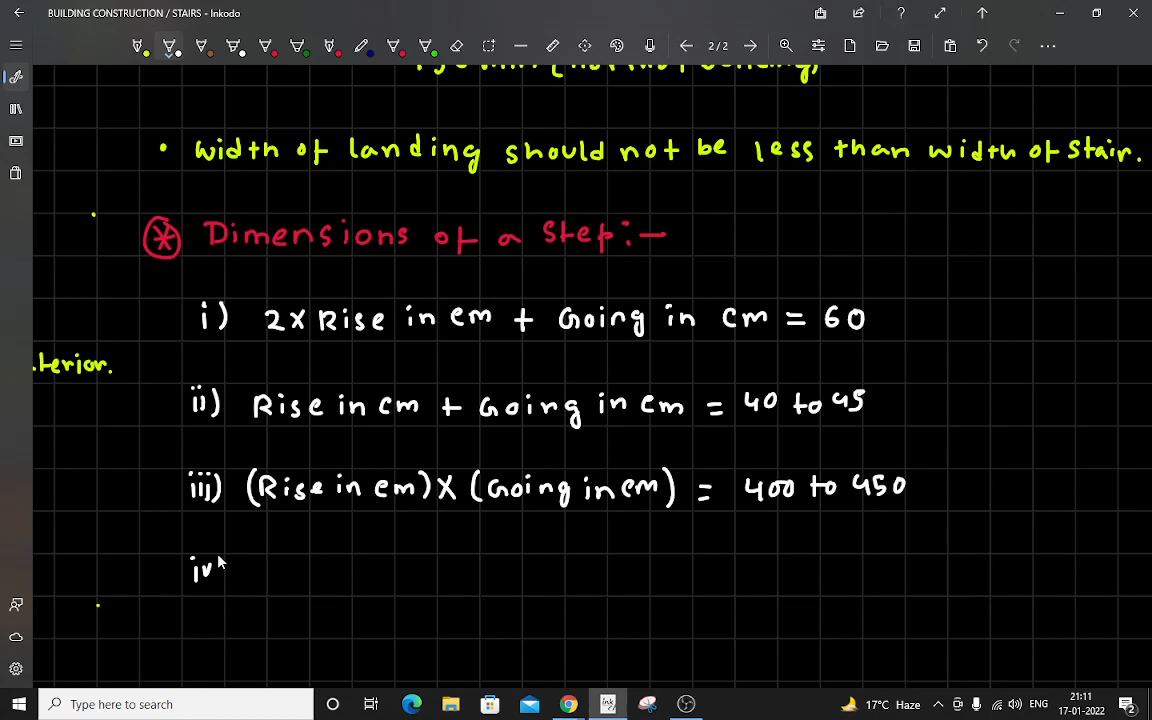 BUILDING CONSTRUCTION / STAIRS - Inkodo
2/2
• Width of landing should not be less than width of stair.
* Dimensions of a Step:-
i) 2 x Rise in cm + Going in cm = 60
terior.
ii) Rise in cm + Going in cm = 40 to 45
iii) (Rise in cm) X (Going in cm) = 400 to 450
iv
Type here to search
17°C Haze
ENG
21:11
17-01-2022
2